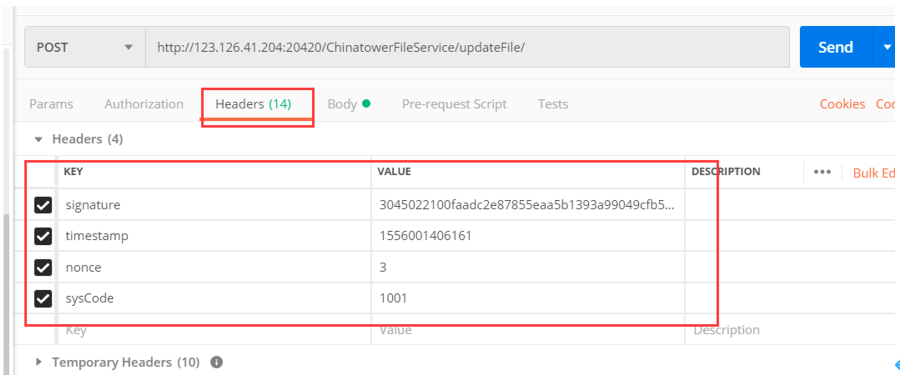 POST http://123.126.41.204:20420/ChinatowerFileService/updateFile/ Send
Params Authorization Headers (14) Body Pre-request Script Tests Cookies Coo
Headers (4)
KEY VALUE DESCRIPTION ••• Bulk Ed
signature 3045022100faadc2e87855eaa5b1393a99049cfb5...
timestamp 1556001406161
nonce 3
sysCode 1001
Key Value Description
Temporary Headers (10)